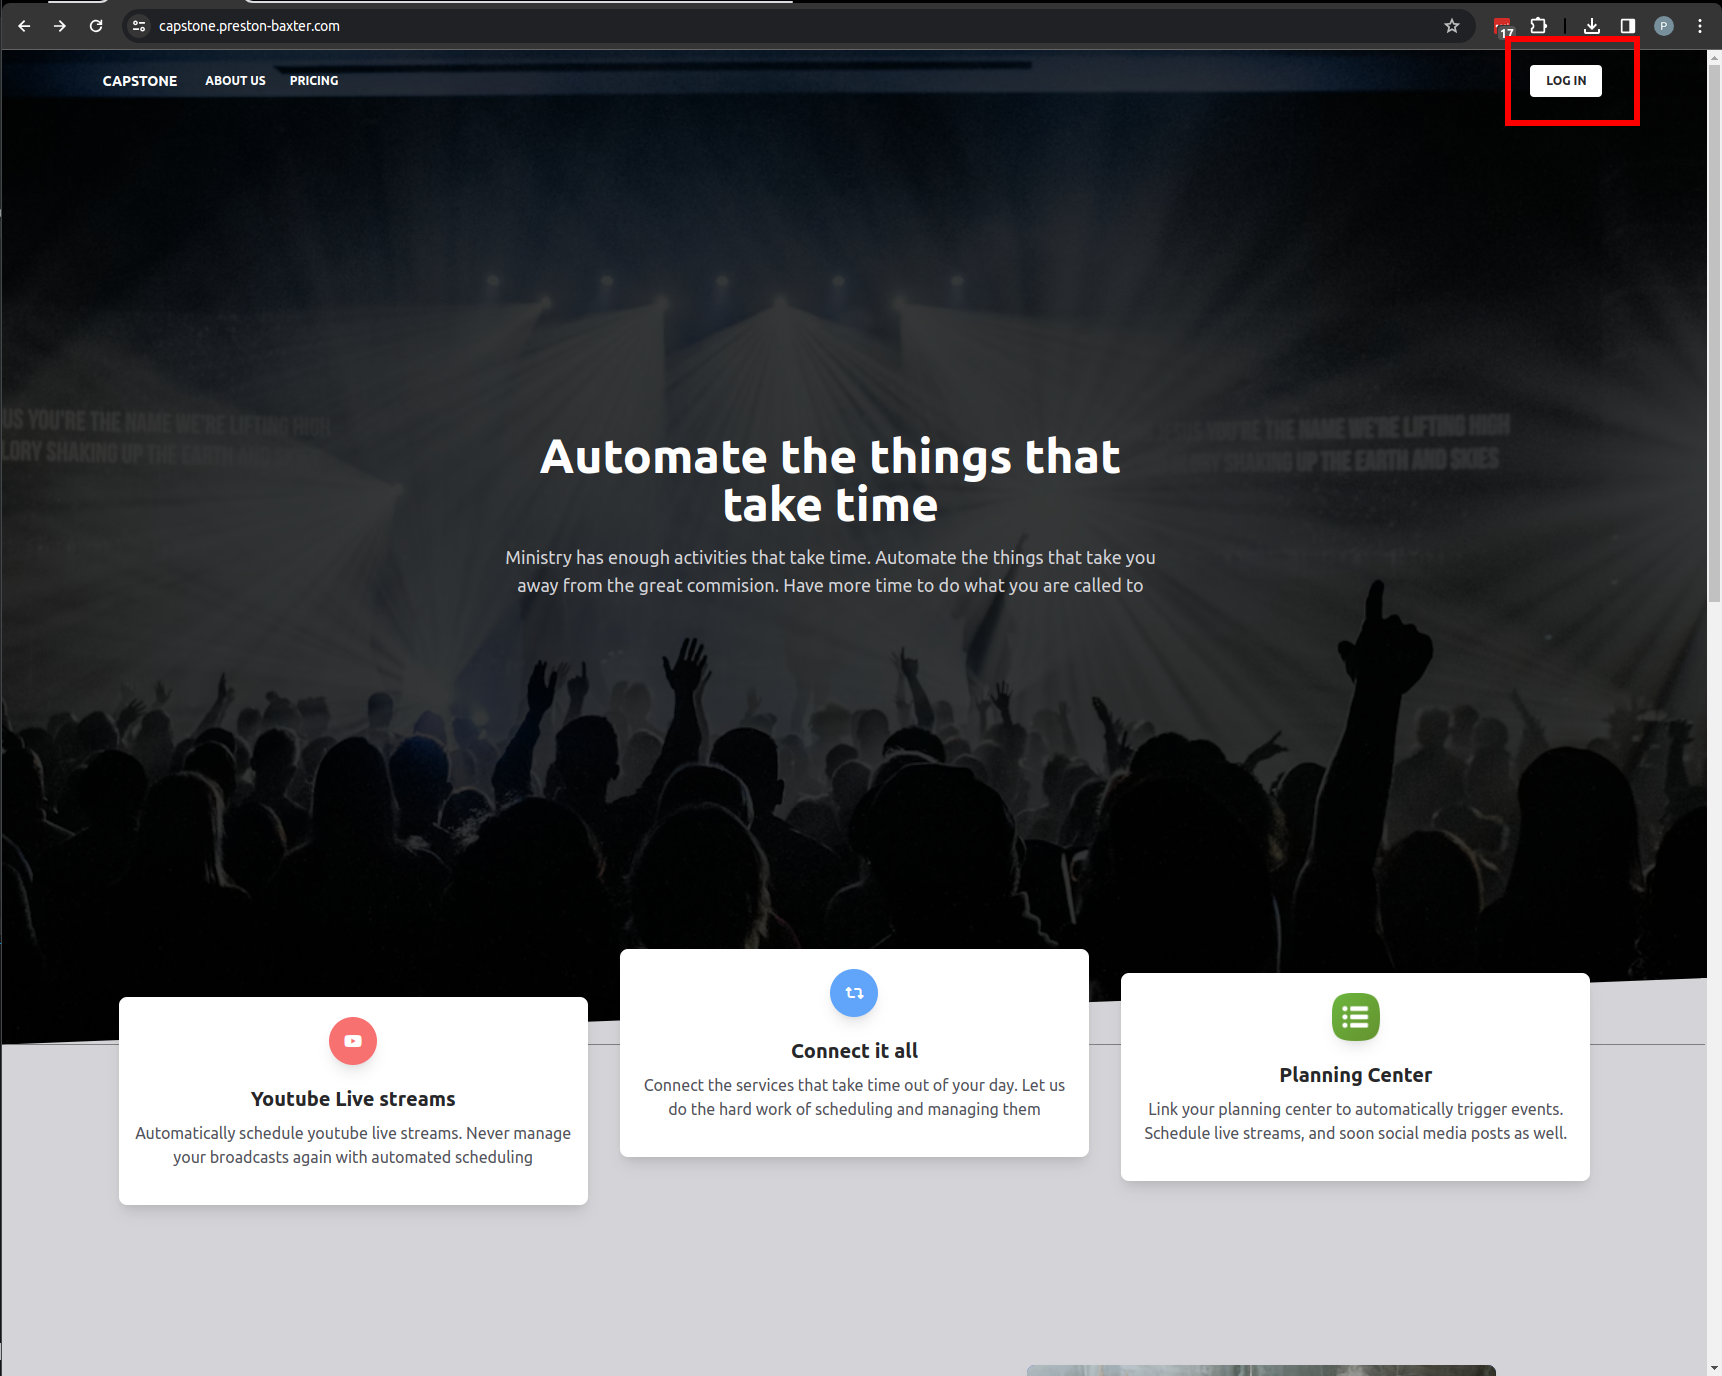 capstone.preston-baxter.com
17
P
CAPSTONE
ABOUT US
PRICING
LOG IN
US YOU'RE THE NAME WE'RE LIFTING HIGH
LORY SHAKING UP THE EARTH AND
SUS YOU'RE THE NAME WE'RE LIFTING HIGH
SHAKING UP THE EARTH AND SKIES
Automate the things that
take time
Ministry has enough activities that take time. Automate the things that take you
away from the great commision. Have more time to do what you are called to
Youtube Live streams
Automatically schedule youtube live streams. Never manage
your broadcasts again with automated scheduling
Connect it all
Connect the services that take time out of your day. Let us
do the hard work of scheduling and managing them
Planning Center
Link your planning center to automatically trigger events.
Schedule live streams, and soon social media posts as well.